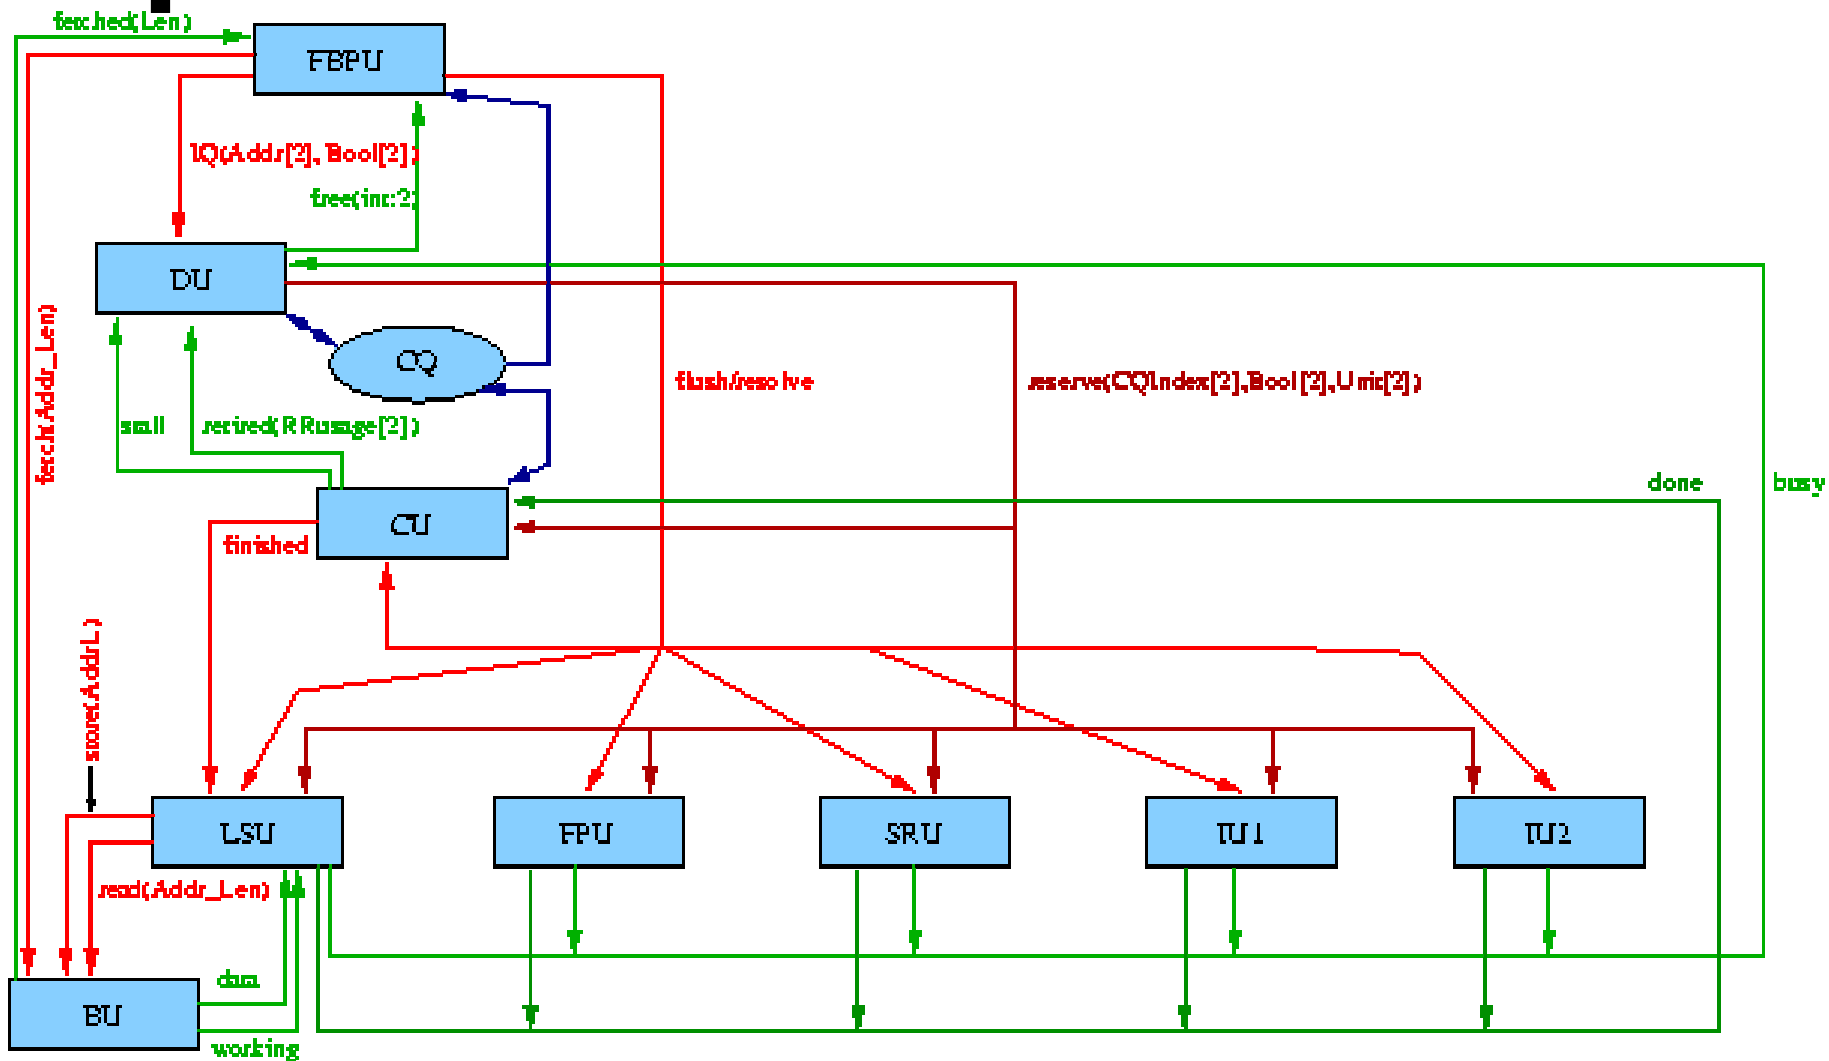 fetched(Len)
FBPU
IQ(Addr[2],Bool[2])
free(int:2)
DU
CQ
fetch(Addr_Len)
flush/resolve
reserve(CQIndex[2],Bool[2],Unit[2])
stall
retired(RRusage[2])
done
busy
CU
finished
store(AddrL)
LSU
FPU
SRU
IU1
IU2
read(Addr_Len)
data
BU
working